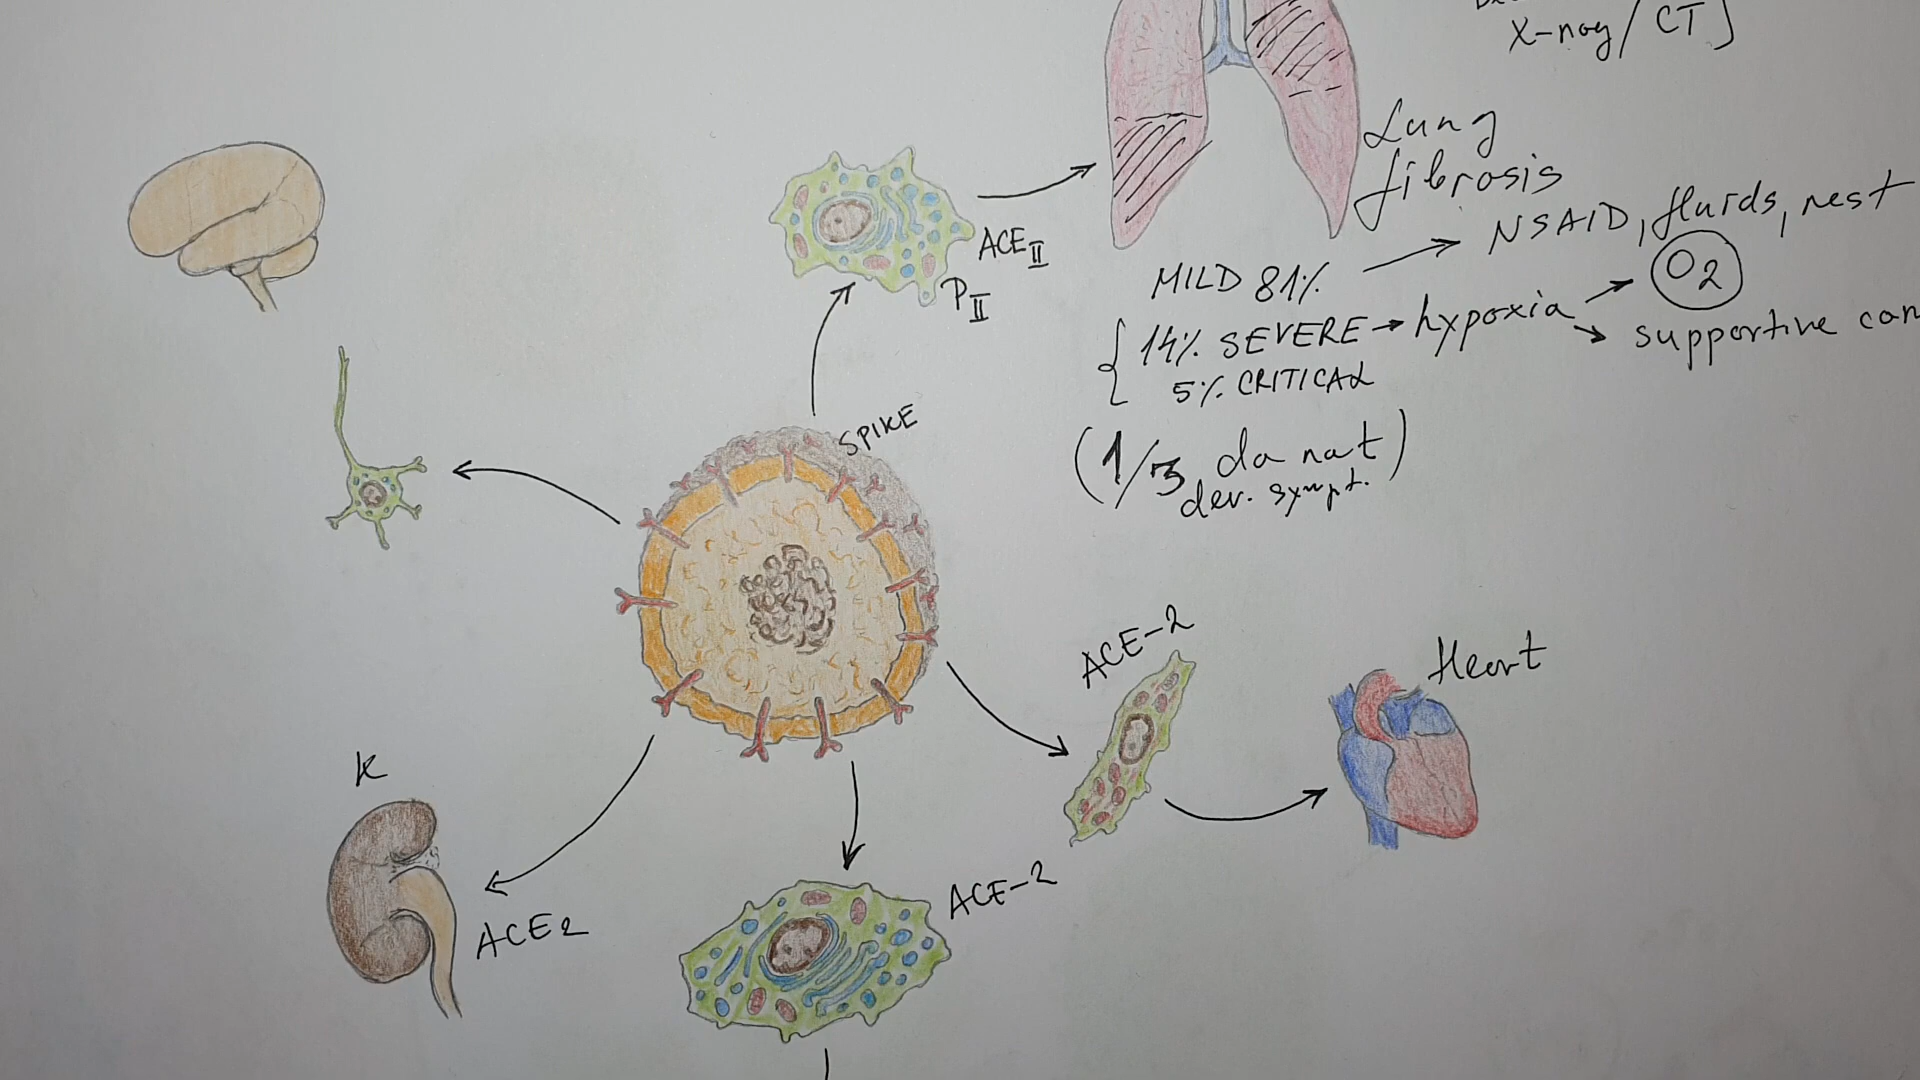 X-ray/CT]
Lung
fibrosis
NSAID, fluids, rest
ACE II
P II
MILD 81%
O2
{ 14% SEVERE → hypoxia
supportive car
5% CRITICAL
SPIKE
(1/3 do not)
dev. sympt.
ACE-2
Heart
K
ACE-2
ACE2